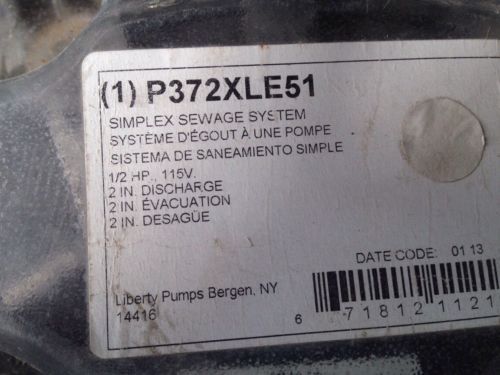 (1) P372XLE51
SIMPLEX SEWAGE SYSTEM
SYSTÈME D'ÉGOUT À UNE POMPE
SISTEMA DE SANEAMIENTO SIMPLE
1/2 HP., 115V.
2 IN. DISCHARGE
2 IN. ÉVACUATION
2 IN. DESAGÜE
DATE CODE: 01 13
Liberty Pumps Bergen, NY
14416
6 71812 1121